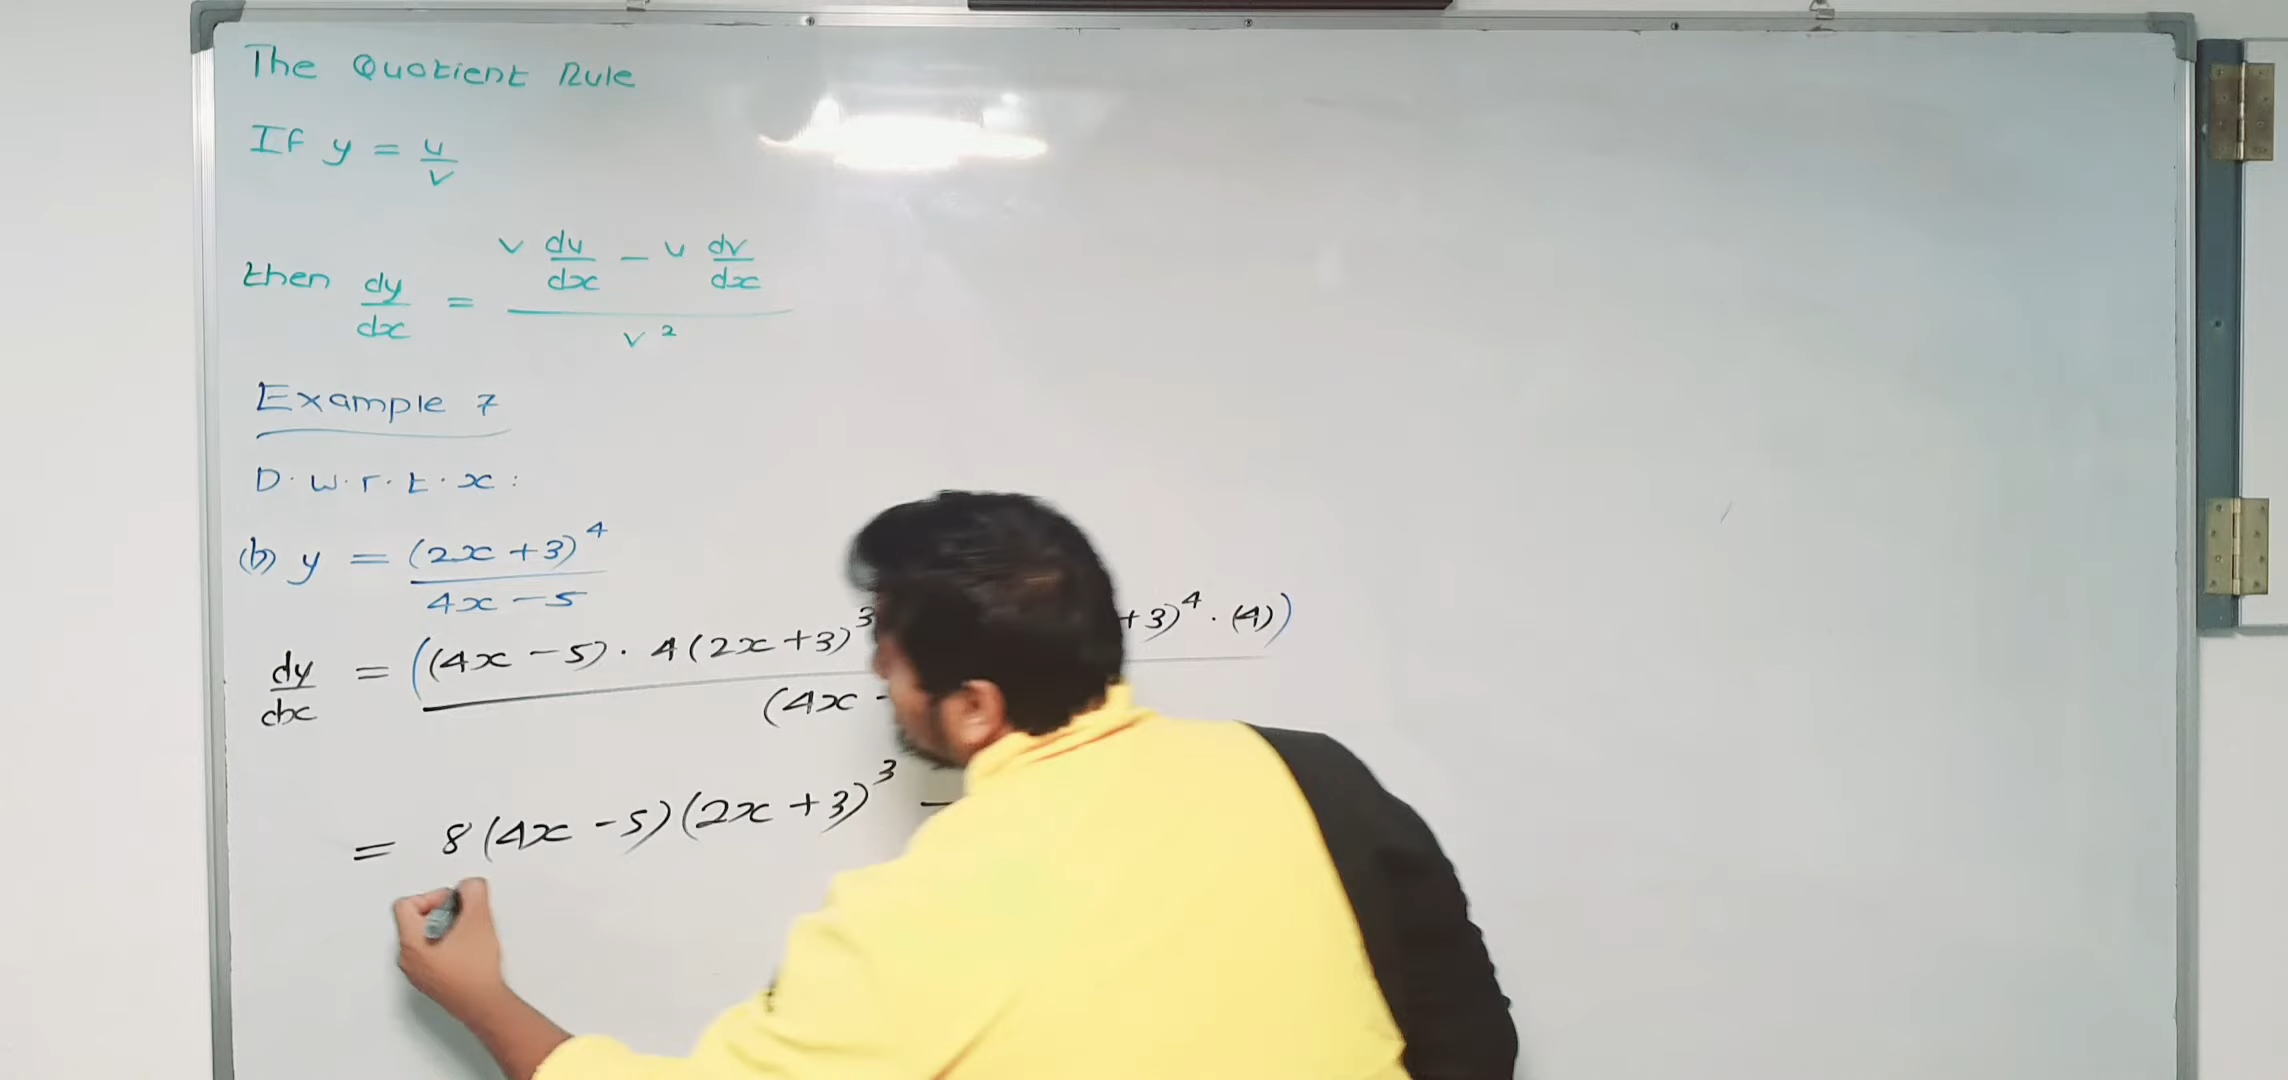 The Quotient Rule
If y = u/v
then dy/dx = (v du/dx - u dv/dx) / v²
Example 7
D.w.r.t.x:
(b) y = (2x+3)⁴ / (4x-5)
dy/dx = ((4x-5).4(2x+3)³ +3)⁴.(4)) / (4x -
= 8(4x-5)(2x+3)³ -